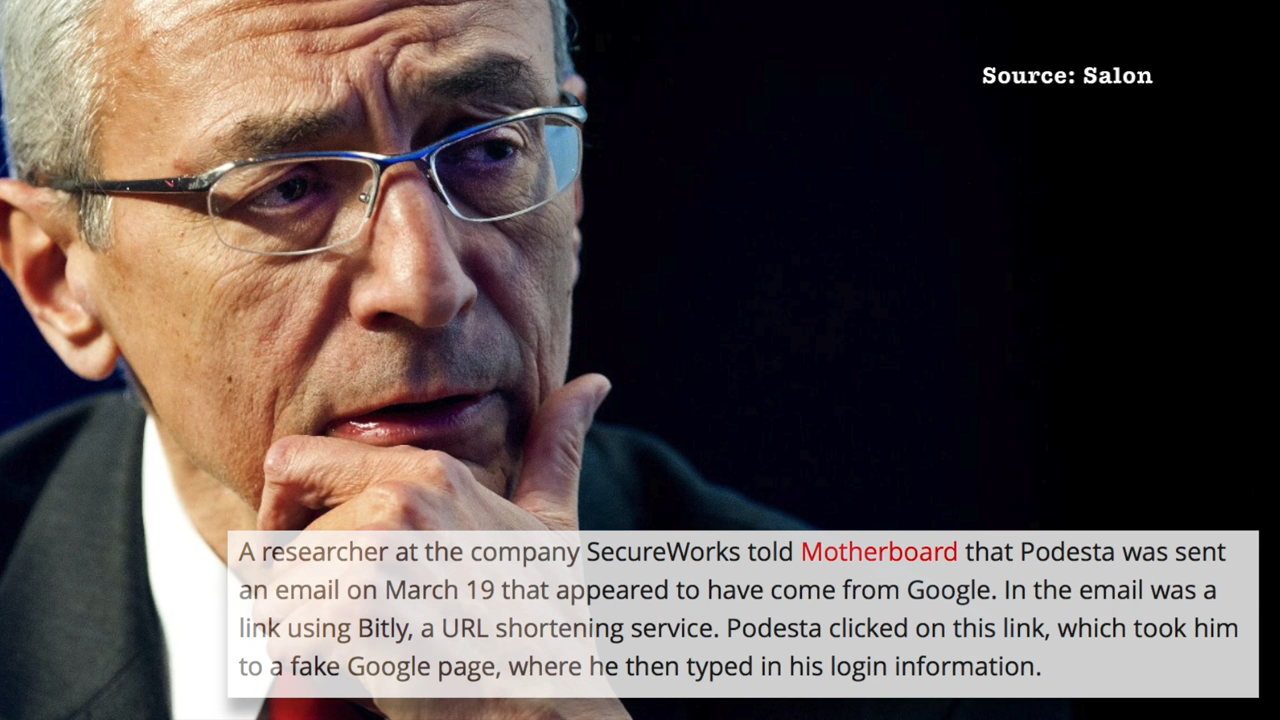 Source: Salon
A researcher at the company SecureWorks told Motherboard that Podesta was sent
an email on March 19 that appeared to have come from Google. In the email was a
link using Bitly, a URL shortening service. Podesta clicked on this link, which took him
to a fake Google page, where he then typed in his login information.